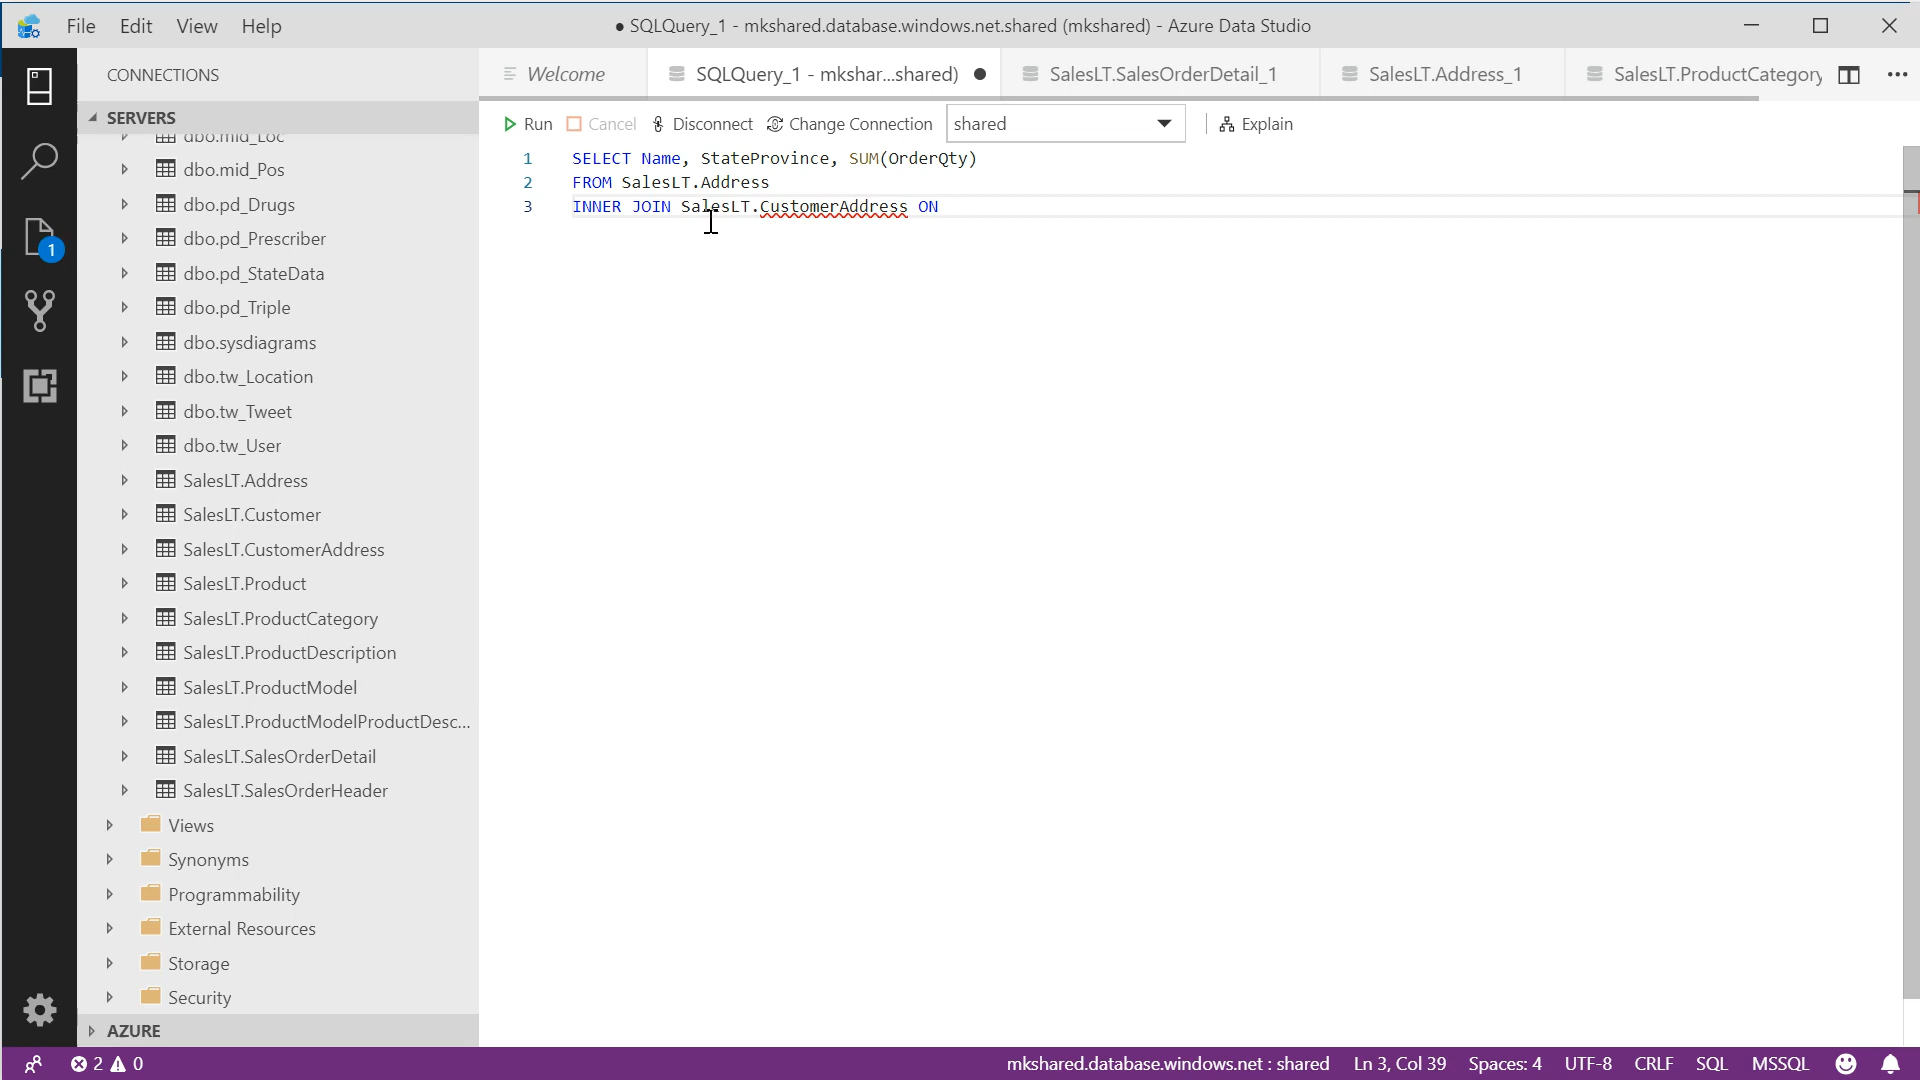 File Edit View Help
● SQLQuery_1 - mkshared.database.windows.net.shared (mkshared) - Azure Data Studio
CONNECTIONS
Welcome
SQLQuery_1 - mkshar...shared) ●
SalesLT.SalesOrderDetail_1
SalesLT.Address_1
SalesLT.ProductCategory
SERVERS
Run Cancel Disconnect Change Connection shared Explain
1 SELECT Name, StateProvince, SUM(OrderQty)
2 FROM SalesLT.Address
3 INNER JOIN SalesLT.CustomerAddress ON
dbo.mid_Loc
dbo.mid_Pos
dbo.pd_Drugs
dbo.pd_Prescriber
dbo.pd_StateData
dbo.pd_Triple
dbo.sysdiagrams
dbo.tw_Location
dbo.tw_Tweet
dbo.tw_User
SalesLT.Address
SalesLT.Customer
SalesLT.CustomerAddress
SalesLT.Product
SalesLT.ProductCategory
SalesLT.ProductDescription
SalesLT.ProductModel
SalesLT.ProductModelProductDesc...
SalesLT.SalesOrderDetail
SalesLT.SalesOrderHeader
Views
Synonyms
Programmability
External Resources
Storage
Security
AZURE
1
2 0
mkshared.database.windows.net : shared Ln 3, Col 39 Spaces: 4 UTF-8 CRLF SQL MSSQL